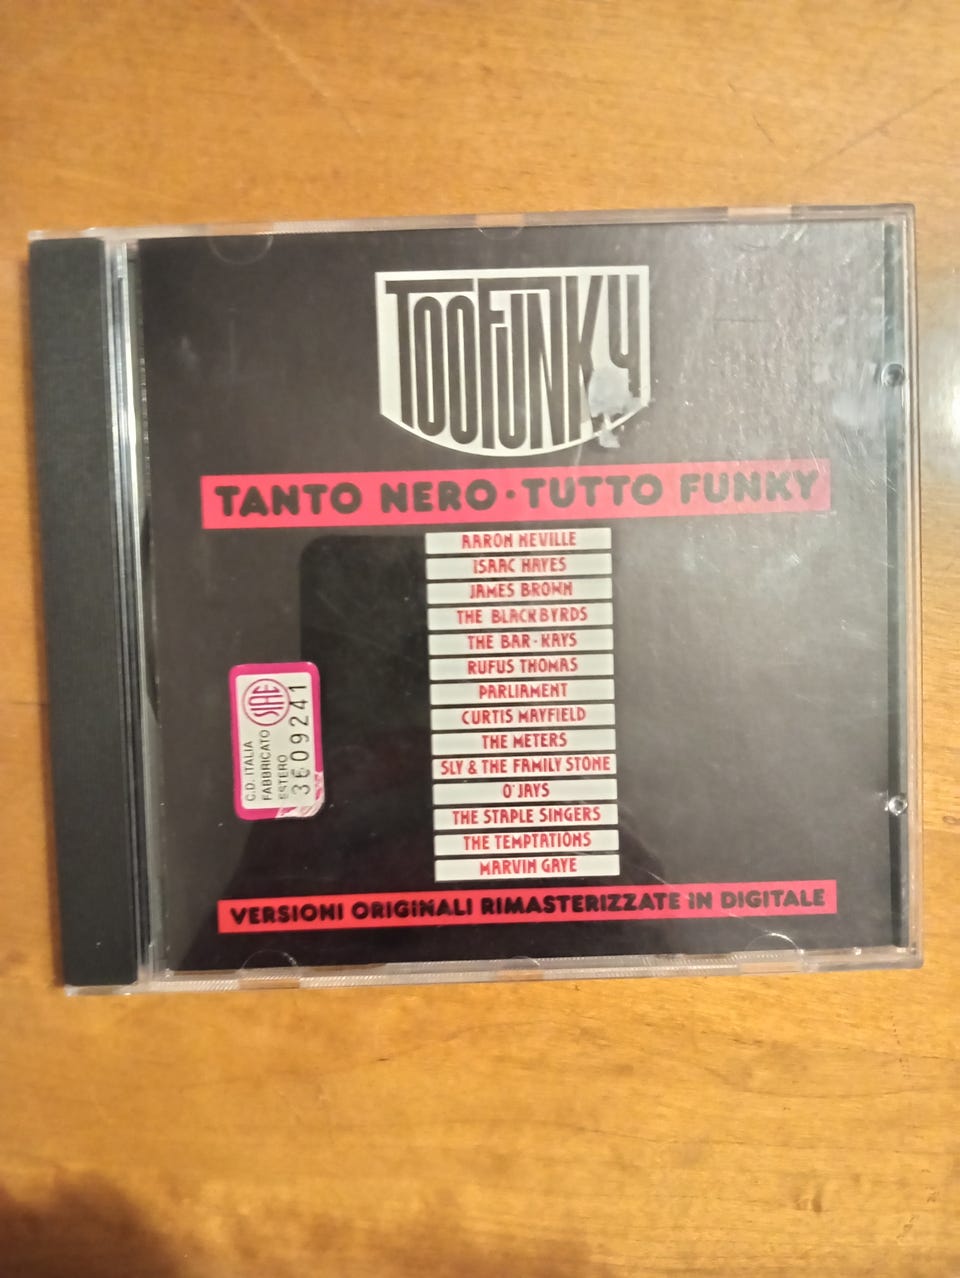 TOO FUNKY
TANTO NERO · TUTTO FUNKY
AARON NEVILLE
ISAAC HAYES
JAMES BROWN
THE BLACKBYRDS
THE BAR-KAYS
RUFUS THOMAS
PARLIAMENT
CURTIS MAYFIELD
THE METERS
SLY & THE FAMILY STONE
O'JAYS
THE STAPLE SINGERS
THE TEMPTATIONS
MARVIN GAYE
VERSIONI ORIGINALI RIMASTERIZZATE IN DIGITALE
SIAE
C.D. ITALIA
FABBRICATO
ESTERO
3609241